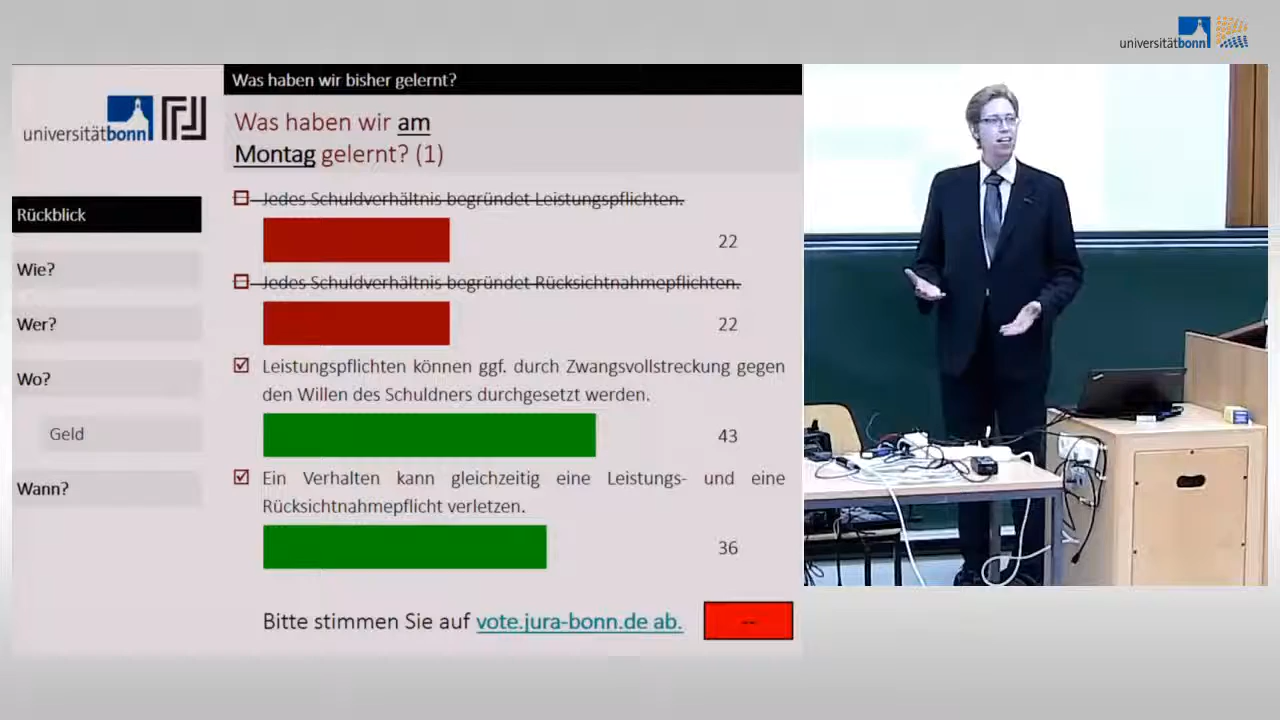 universitätbonn
Was haben wir bisher gelernt?
universitätbonn
Was haben wir am
Montag gelernt? (1)
Rückblick
Wie?
Wer?
Wo?
Geld
Wann?
Jedes Schuldverhältnis begründet Leistungspflichten.
22
Jedes Schuldverhältnis begründet Rücksichtnahmepflichten.
22
Leistungspflichten können ggf. durch Zwangsvollstreckung gegen
den Willen des Schuldners durchgesetzt werden.
43
Ein Verhalten kann gleichzeitig eine Leistungs- und eine
Rücksichtnahmepflicht verletzen.
36
Bitte stimmen Sie auf vote.jura-bonn.de ab.
--